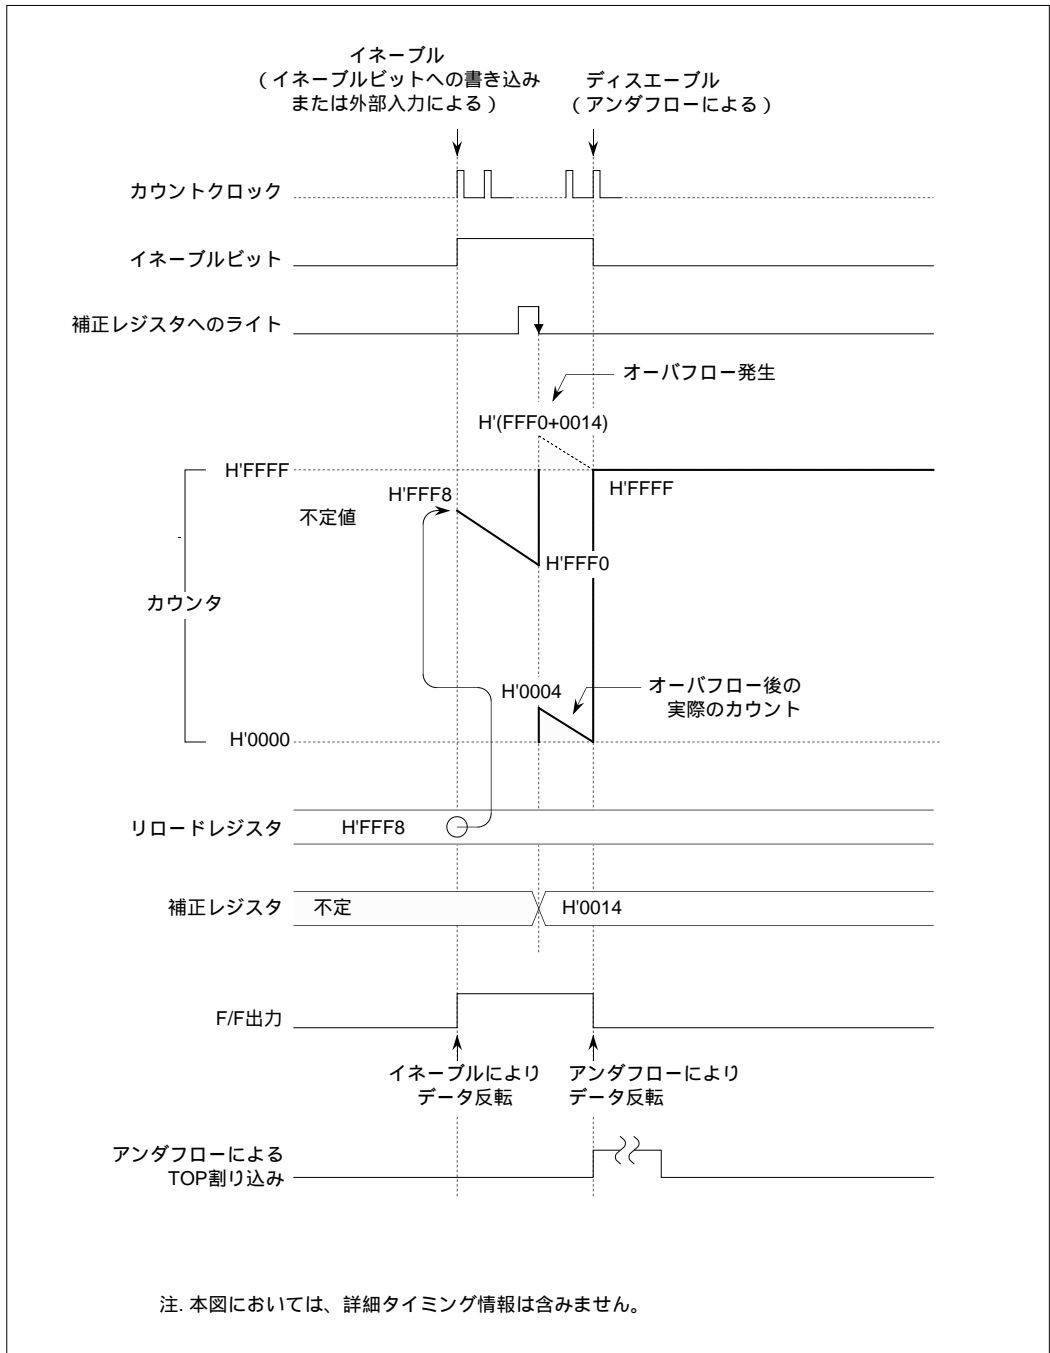 イネーブル
（イネーブルビットへの書き込み
または外部入力による）
ディスエーブル
（アンダフローによる）
カウントクロック
イネーブルビット
補正レジスタへのライト
オーバフロー発生
H'(FFF0+0014)
H'FFFF
H'FFFF
H'FFF8
不定値
H'FFF0
カウンタ
H'0004
オーバフロー後の
実際のカウント
H'0000
リロードレジスタ
H'FFF8
補正レジスタ
不定
H'0014
F/F出力
イネーブルにより
データ反転
アンダフローにより
データ反転
アンダフローによる
TOP割り込み
注. 本図においては、詳細タイミング情報は含みません。